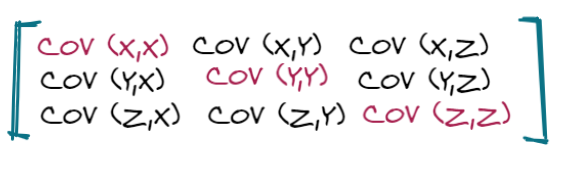 COV (X,X) COV (X,Y) COV (X,Z)
COV (Y,X) COV (Y,Y) COV (Y,Z)
COV (Z,X) COV (Z,Y) COV (Z,Z)